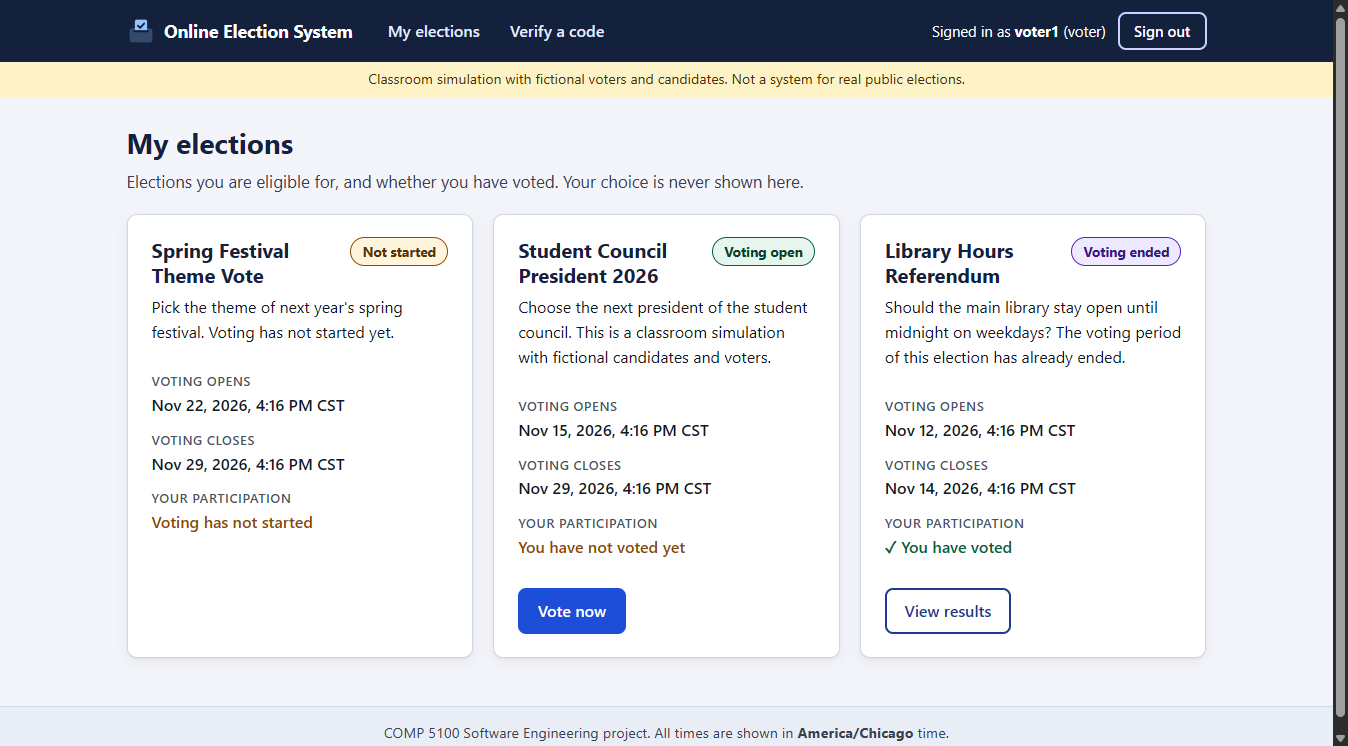 Online Election System
My elections
Verify a code
Signed in as voter1 (voter)
Sign out
Classroom simulation with fictional voters and candidates. Not a system for real public elections.
My elections
Elections you are eligible for, and whether you have voted. Your choice is never shown here.
Spring Festival
Theme Vote
Not started
Pick the theme of next year's spring
festival. Voting has not started yet.
VOTING OPENS
Nov 22, 2026, 4:16 PM CST
VOTING CLOSES
Nov 29, 2026, 4:16 PM CST
YOUR PARTICIPATION
Voting has not started
Student Council
President 2026
Voting open
Choose the next president of the student
council. This is a classroom simulation
with fictional candidates and voters.
VOTING OPENS
Nov 15, 2026, 4:16 PM CST
VOTING CLOSES
Nov 29, 2026, 4:16 PM CST
YOUR PARTICIPATION
You have not voted yet
Vote now
Library Hours
Referendum
Voting ended
Should the main library stay open until
midnight on weekdays? The voting period
of this election has already ended.
VOTING OPENS
Nov 12, 2026, 4:16 PM CST
VOTING CLOSES
Nov 14, 2026, 4:16 PM CST
YOUR PARTICIPATION
✓ You have voted
View results
COMP 5100 Software Engineering project. All times are shown in America/Chicago time.